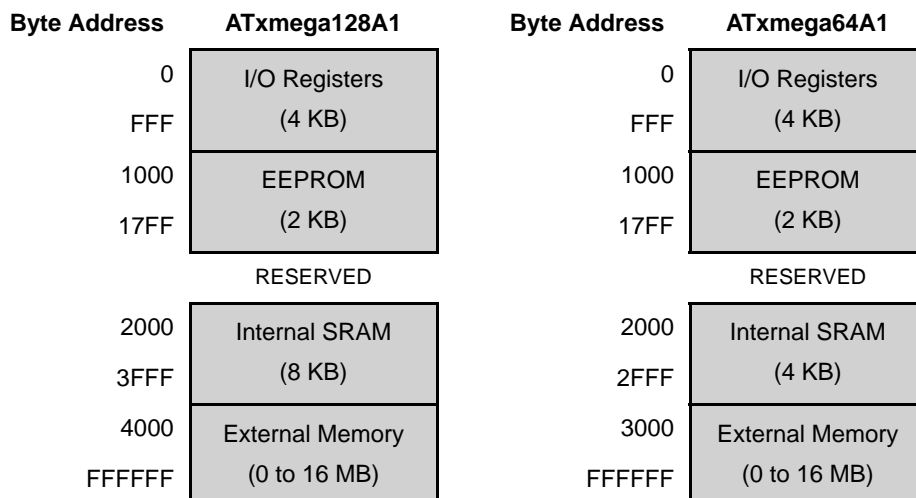 Byte Address ATxmega128A1 Byte Address ATxmega64A1
0 I/O Registers 0 I/O Registers
FFF (4 KB) FFF (4 KB)
1000 EEPROM 1000 EEPROM
17FF (2 KB) 17FF (2 KB)
RESERVED RESERVED
2000 Internal SRAM 2000 Internal SRAM
3FFF (8 KB) 2FFF (4 KB)
4000 External Memory 3000 External Memory
FFFFFF (0 to 16 MB) FFFFFF (0 to 16 MB)